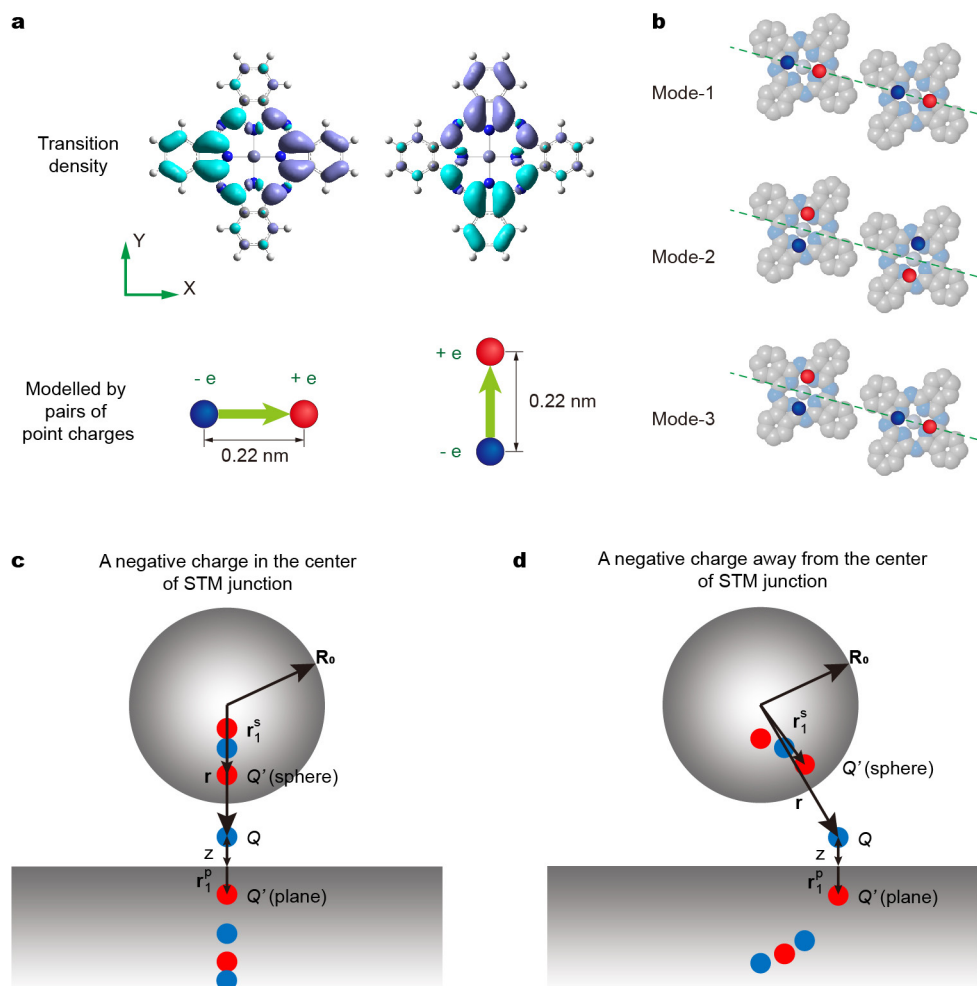 a
Transition
density
Y
X
Modelled by
pairs of
point charges
- e
+ e
0.22 nm
+ e
0.22 nm
- e
b
Mode-1
Mode-2
Mode-3
c
A negative charge in the center
of STM junction
R₀
r₁ˢ
r
Q’ (sphere)
Q
z
r₁ᵖ
Q’ (plane)
d
A negative charge away from the center
of STM junction
R₀
r₁ˢ
Q’ (sphere)
r
Q
z
r₁ᵖ
Q’ (plane)